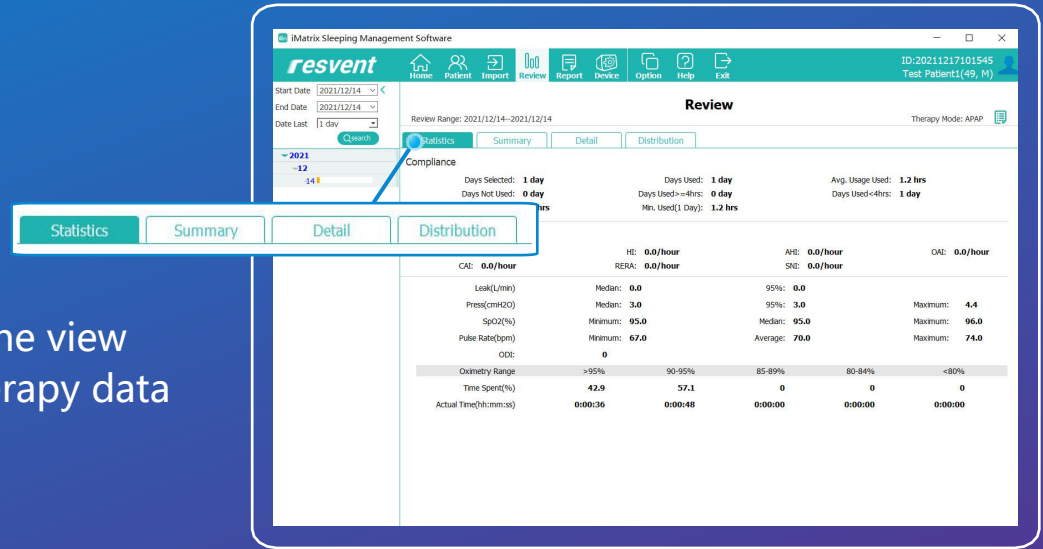 iMatrix Sleeping Management Software
resvent
Home Patient Import Review Report Device Option Help Exit
ID:20211217101545
Test Patient1(49, M)
Start Date 2021/12/14
End Date 2021/12/14
Date Last 1 day
search
2021
12
14
Review
Review Range: 2021/12/14--2021/12/14 Therapy Mode: APAP
Statistics Summary Detail Distribution
Compliance
Days Selected: 1 day Days Used: 1 day Avg. Usage Used: 1.2 hrs
Days Not Used: 0 day Days Used>=4hrs: 0 day Days Used<4hrs: 1 day
hrs Min. Used(1 Day): 1.2 hrs
Statistics Summary Detail Distribution
HI: 0.0/hour AHI: 0.0/hour OAI: 0.0/hour
CAI: 0.0/hour RERA: 0.0/hour SNI: 0.0/hour
Leak(L/min) Median: 0.0 95%: 0.0
Press(cmH2O) Median: 3.0 95%: 3.0 Maximum: 4.4
SpO2(%) Minimum: 95.0 Median: 95.0 Maximum: 96.0
Pulse Rate(bpm) Minimum: 67.0 Average: 70.0 Maximum: 74.0
ODI: 0
Oximetry Range >95% 90-95% 85-89% 80-84% <80%
Time Spent(%) 42.9 57.1 0 0 0
Actual Time(hh:mm:ss) 0:00:36 0:00:48 0:00:00 0:00:00 0:00:00
view
data